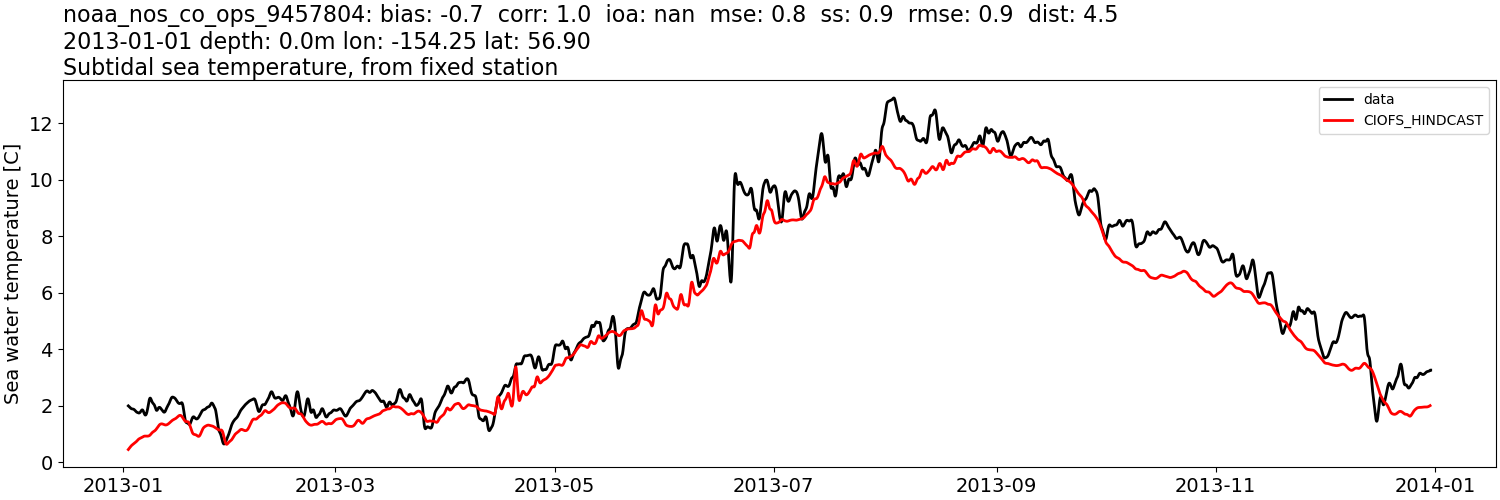 noaa_nos_co_ops_9457804: bias: -0.7  corr: 1.0  ioa: nan  mse: 0.8  ss: 0.9  rmse: 0.9  dist: 4.5
2013-01-01 depth: 0.0m lon: -154.25 lat: 56.90
Subtidal sea temperature, from fixed station
data
CIOFS_HINDCAST
Sea water temperature [C]
12
10
8
6
4
2
0
2013-01
2013-03
2013-05
2013-07
2013-09
2013-11
2014-01